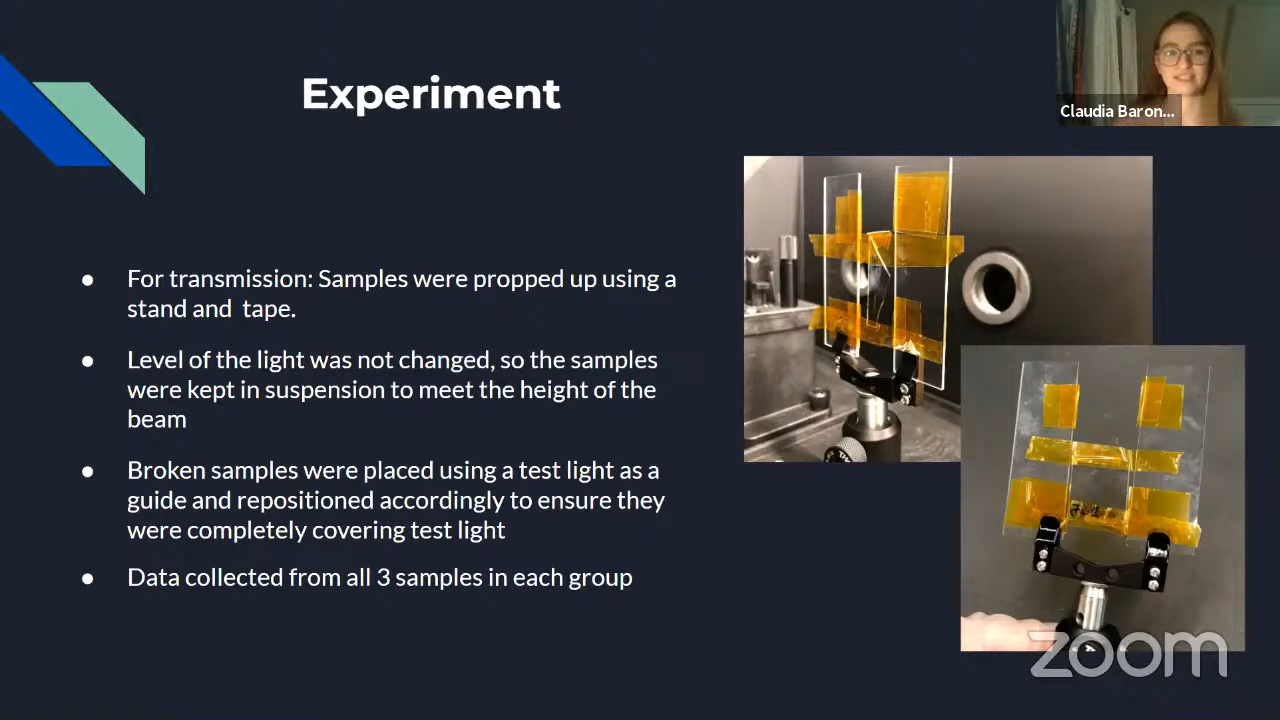 Experiment
Claudia Baron...
● For transmission: Samples were propped up using a
stand and tape.
● Level of the light was not changed, so the samples
were kept in suspension to meet the height of the
beam
● Broken samples were placed using a test light as a
guide and repositioned accordingly to ensure they
were completely covering test light
● Data collected from all 3 samples in each group
zoom